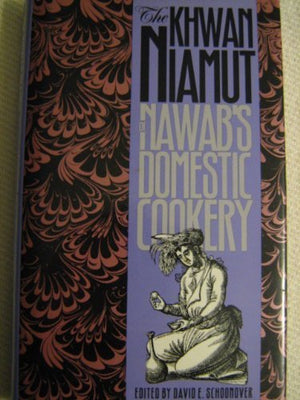 The
KHWAN
NIAMUT
OR
NAWAB'S
DOMESTIC
COOKERY
EDITED BY DAVID E. SCHOONOVER